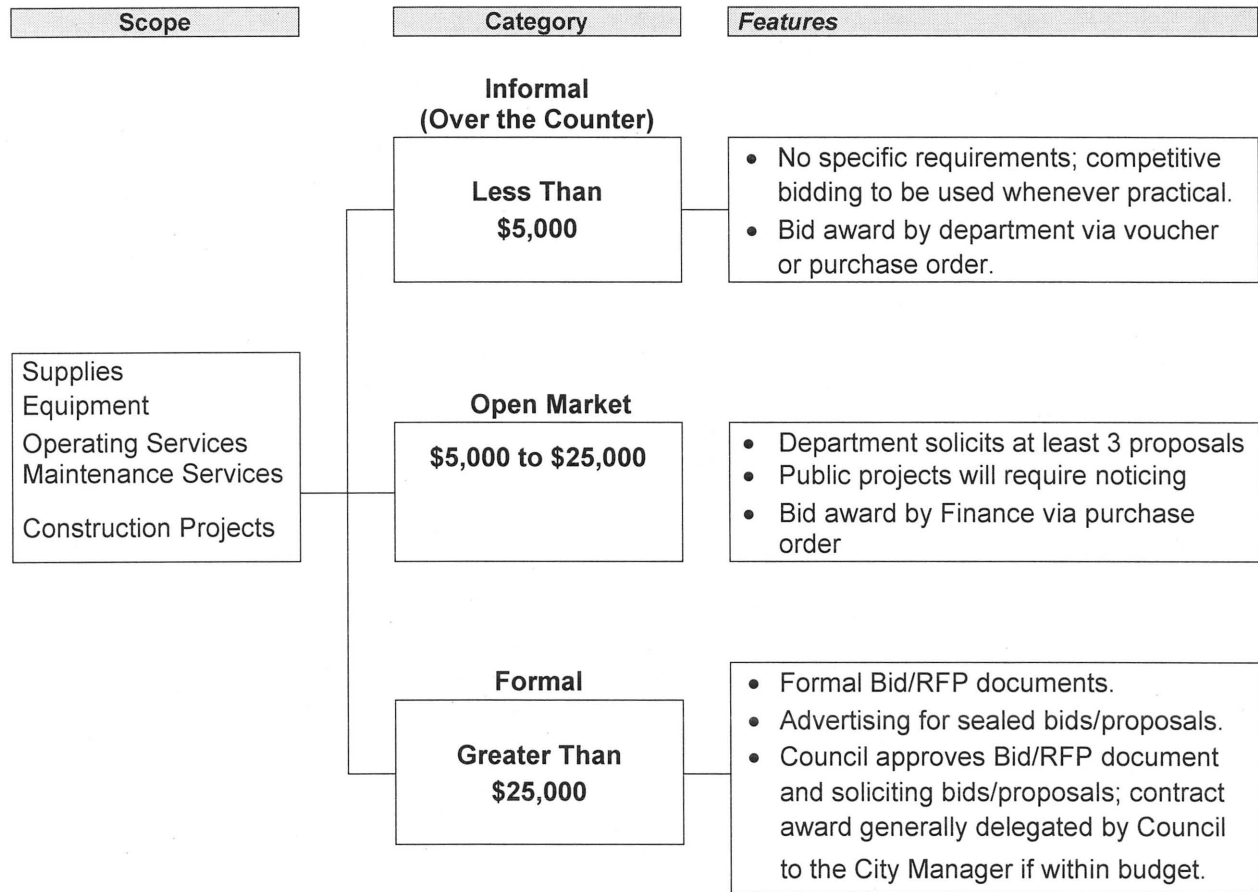 Scope
Category
Features
Informal
(Over the Counter)
Less Than
$5,000
• No specific requirements; competitive
bidding to be used whenever practical.
• Bid award by department via voucher
or purchase order.
Supplies
Equipment
Operating Services
Maintenance Services
Construction Projects
Open Market
$5,000 to $25,000
• Department solicits at least 3 proposals
• Public projects will require noticing
• Bid award by Finance via purchase
order
Formal
Greater Than
$25,000
• Formal Bid/RFP documents.
• Advertising for sealed bids/proposals.
• Council approves Bid/RFP document
and soliciting bids/proposals; contract
award generally delegated by Council
to the City Manager if within budget.